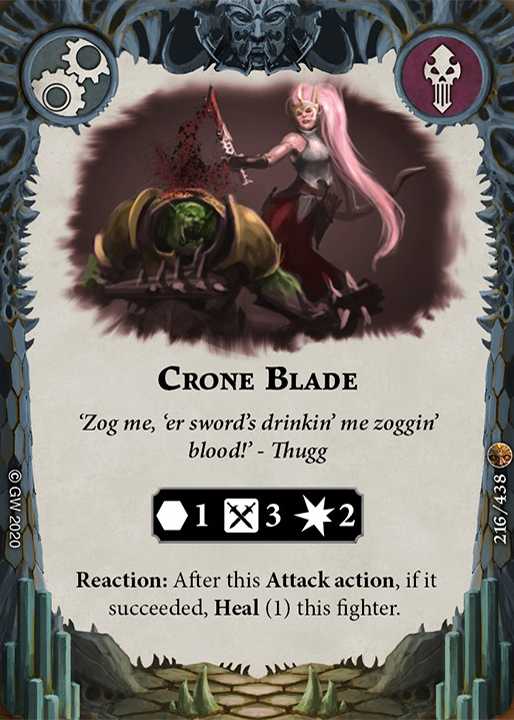 CRONE BLADE
‘Zog me, ‘er sword’s drinkin’ me zoggin’
blood!’ - Thugg
1 3 2
Reaction: After this Attack action, if it
succeeded, Heal (1) this fighter.
© GW 2020
216/438